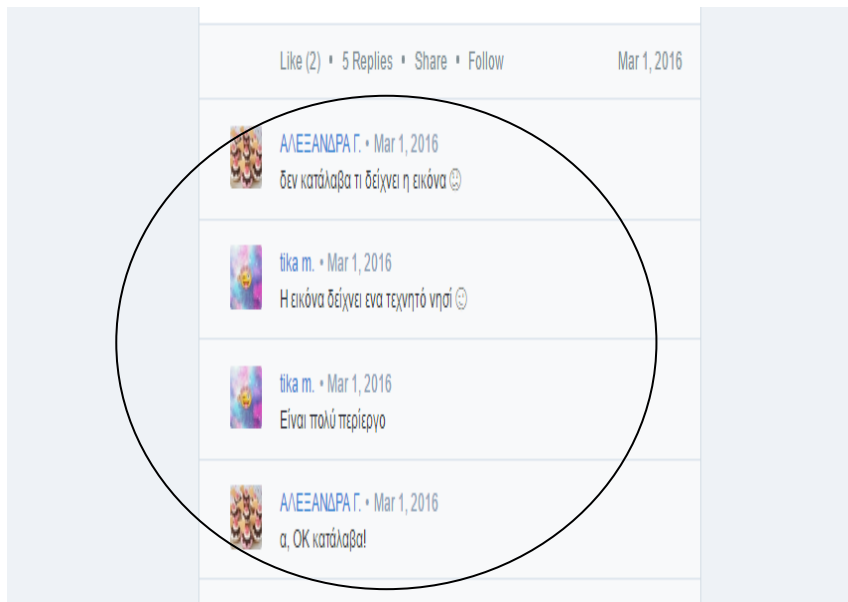 Like (2) • 5 Replies • Share • Follow Mar 1, 2016
ΑΛΕΞΑΝΔΡΑ Γ. • Mar 1, 2016
δεν κατάλαβα τι δείχνει η εικόνα ☹
tika m. • Mar 1, 2016
Η εικόνα δείχνει ενα τεχνητό νησί 🙂
tika m. • Mar 1, 2016
Είναι πολύ περίεργο
ΑΛΕΞΑΝΔΡΑ Γ. • Mar 1, 2016
α, ΟΚ κατάλαβα!